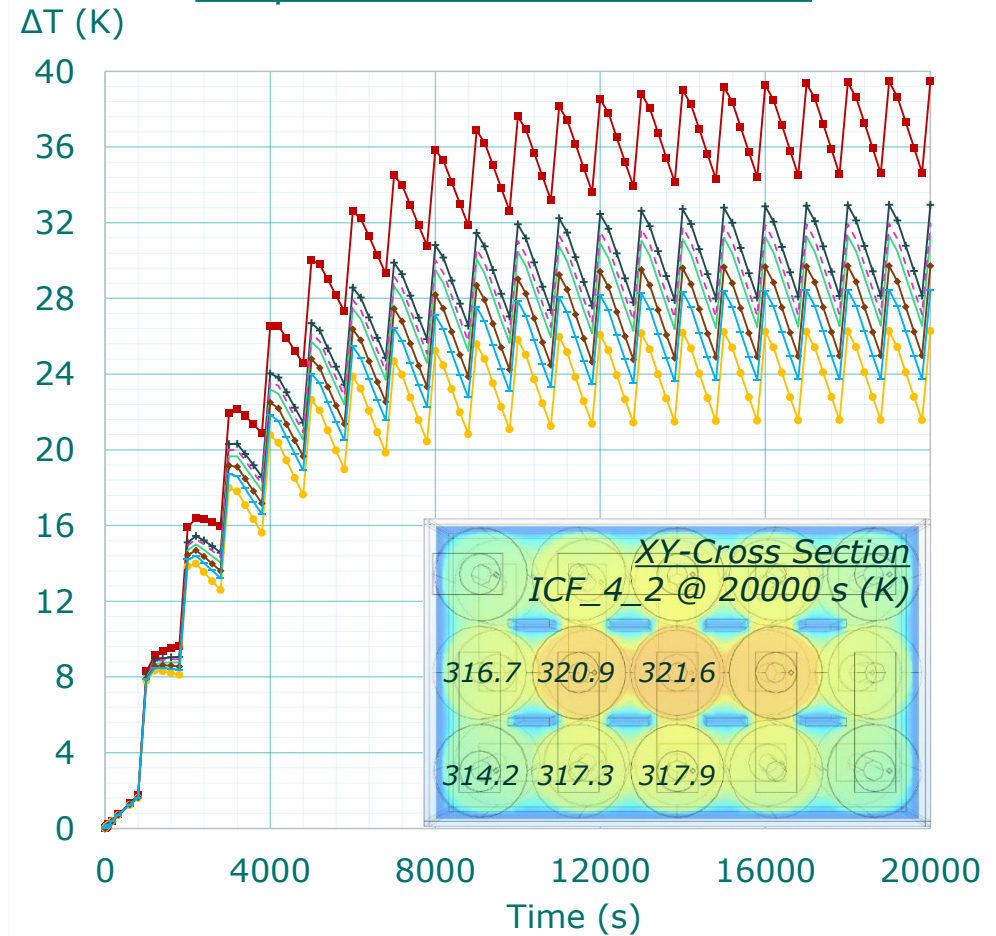 ΔT (K)
40
36
32
28
24
20
16
12
8
4
0
XY-Cross Section
ICF_4_2 @ 20000 s (K)
316.7 320.9 321.6
314.2 317.3 317.9
0 4000 8000 12000 16000 20000
Time (s)